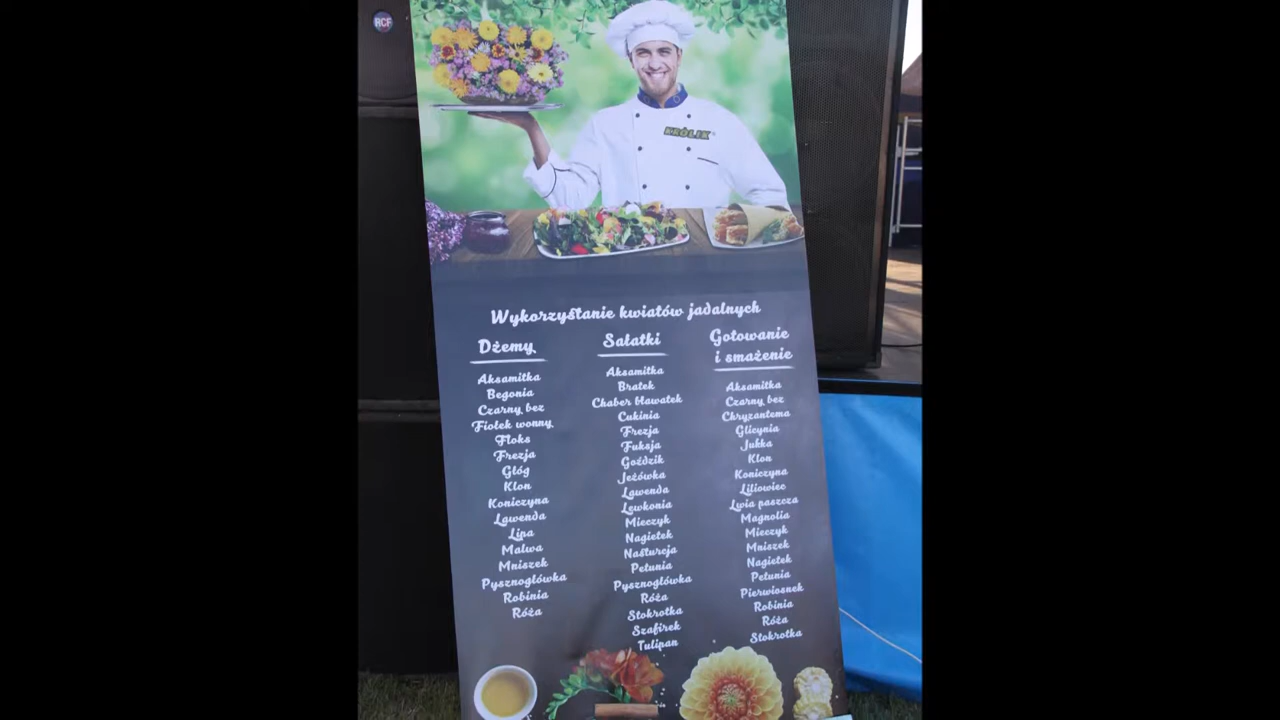 RCF
KRÓLIK
Wykorzystanie kwiatów jadalnych
Dżemy
Aksamitka
Begonia
Czarny bez
Fiołek wonny
Floks
Frezja
Głóg
Klon
Koniczyna
Lawenda
Lipa
Malwa
Mniszek
Pysznogłówka
Robinia
Róża
Sałatki
Aksamitka
Bratek
Chaber bławatek
Cukinia
Frezja
Fuksja
Goździk
Jeżówka
Lawenda
Lewkonia
Mieczyk
Nagietek
Nasturcja
Petunia
Pysznogłówka
Róża
Stokrotka
Szafirek
Tulipan
Gotowanie
i smażenie
Aksamitka
Czarny bez
Chryzantema
Glicynia
Jukka
Klon
Koniczyna
Liliowiec
Lwia paszcza
Magnolia
Mieczyk
Mniszek
Nagietek
Petunia
Pierwiosnek
Robinia
Róża
Stokrotka